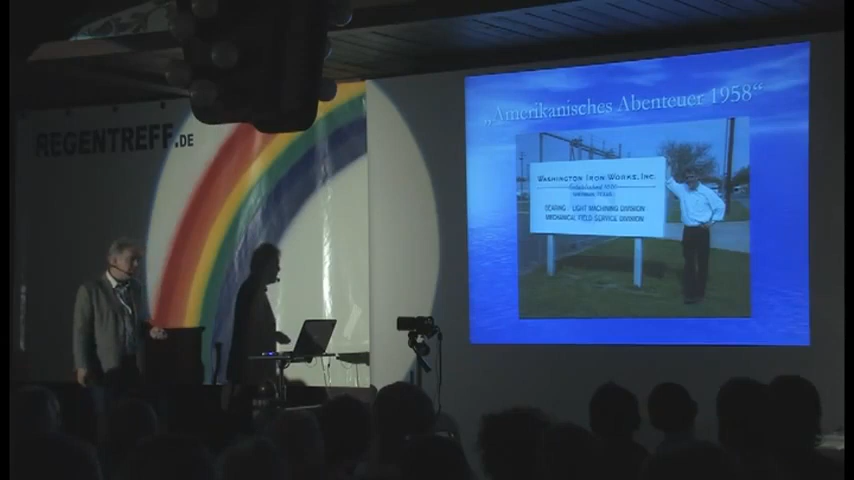 REGENTREFF.DE
„Amerikanisches Abenteuer 1958“
WASHINGTON IRON WORKS, INC.
GEARING - LIGHT MACHINING DIVISION
MECHANICAL FIELD SERVICE DIVISION